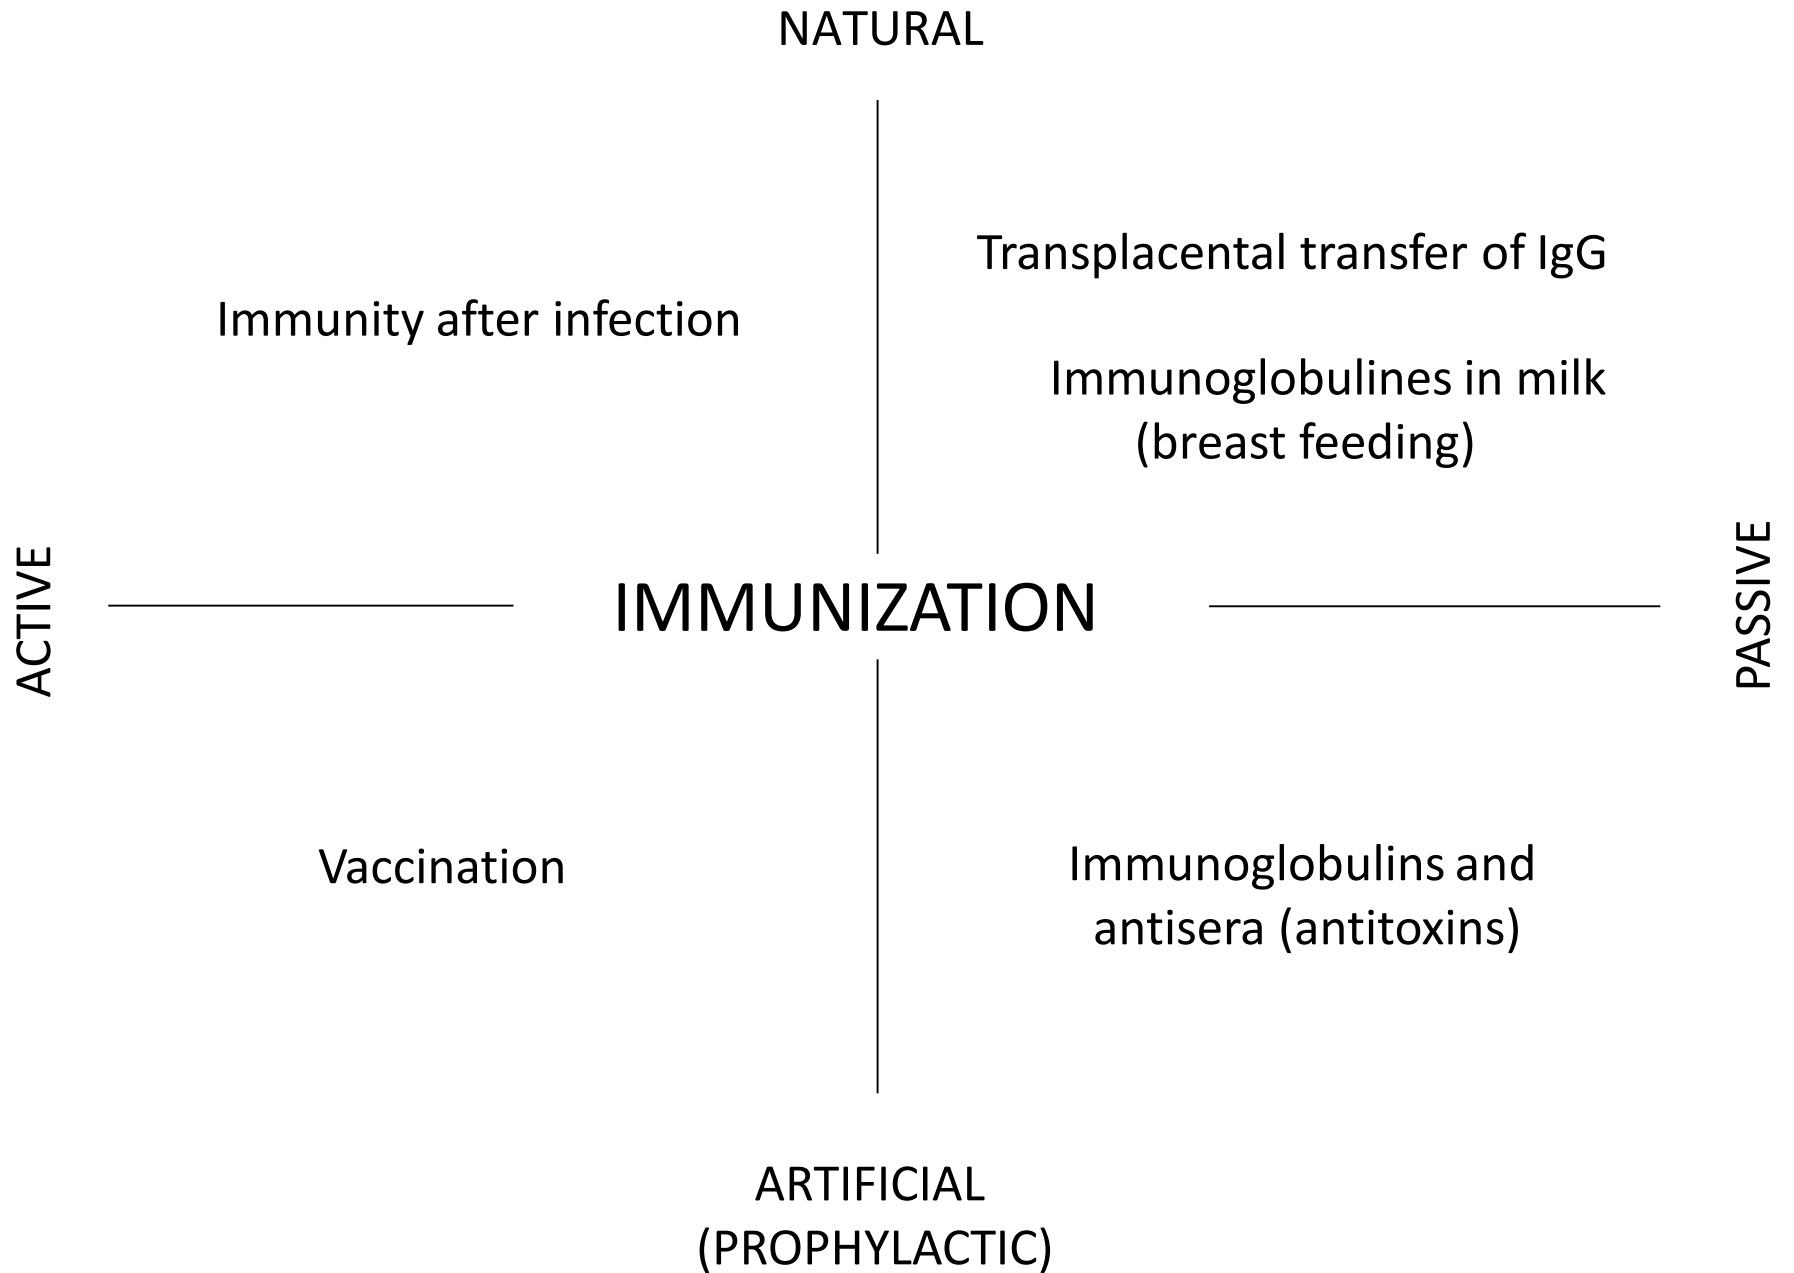 NATURAL
Transplacental transfer of IgG
Immunity after infection
Immunoglobulines in milk
(breast feeding)
ACTIVE
IMMUNIZATION
PASSIVE
Vaccination
Immunoglobulins and
antisera (antitoxins)
ARTIFICIAL
(PROPHYLACTIC)